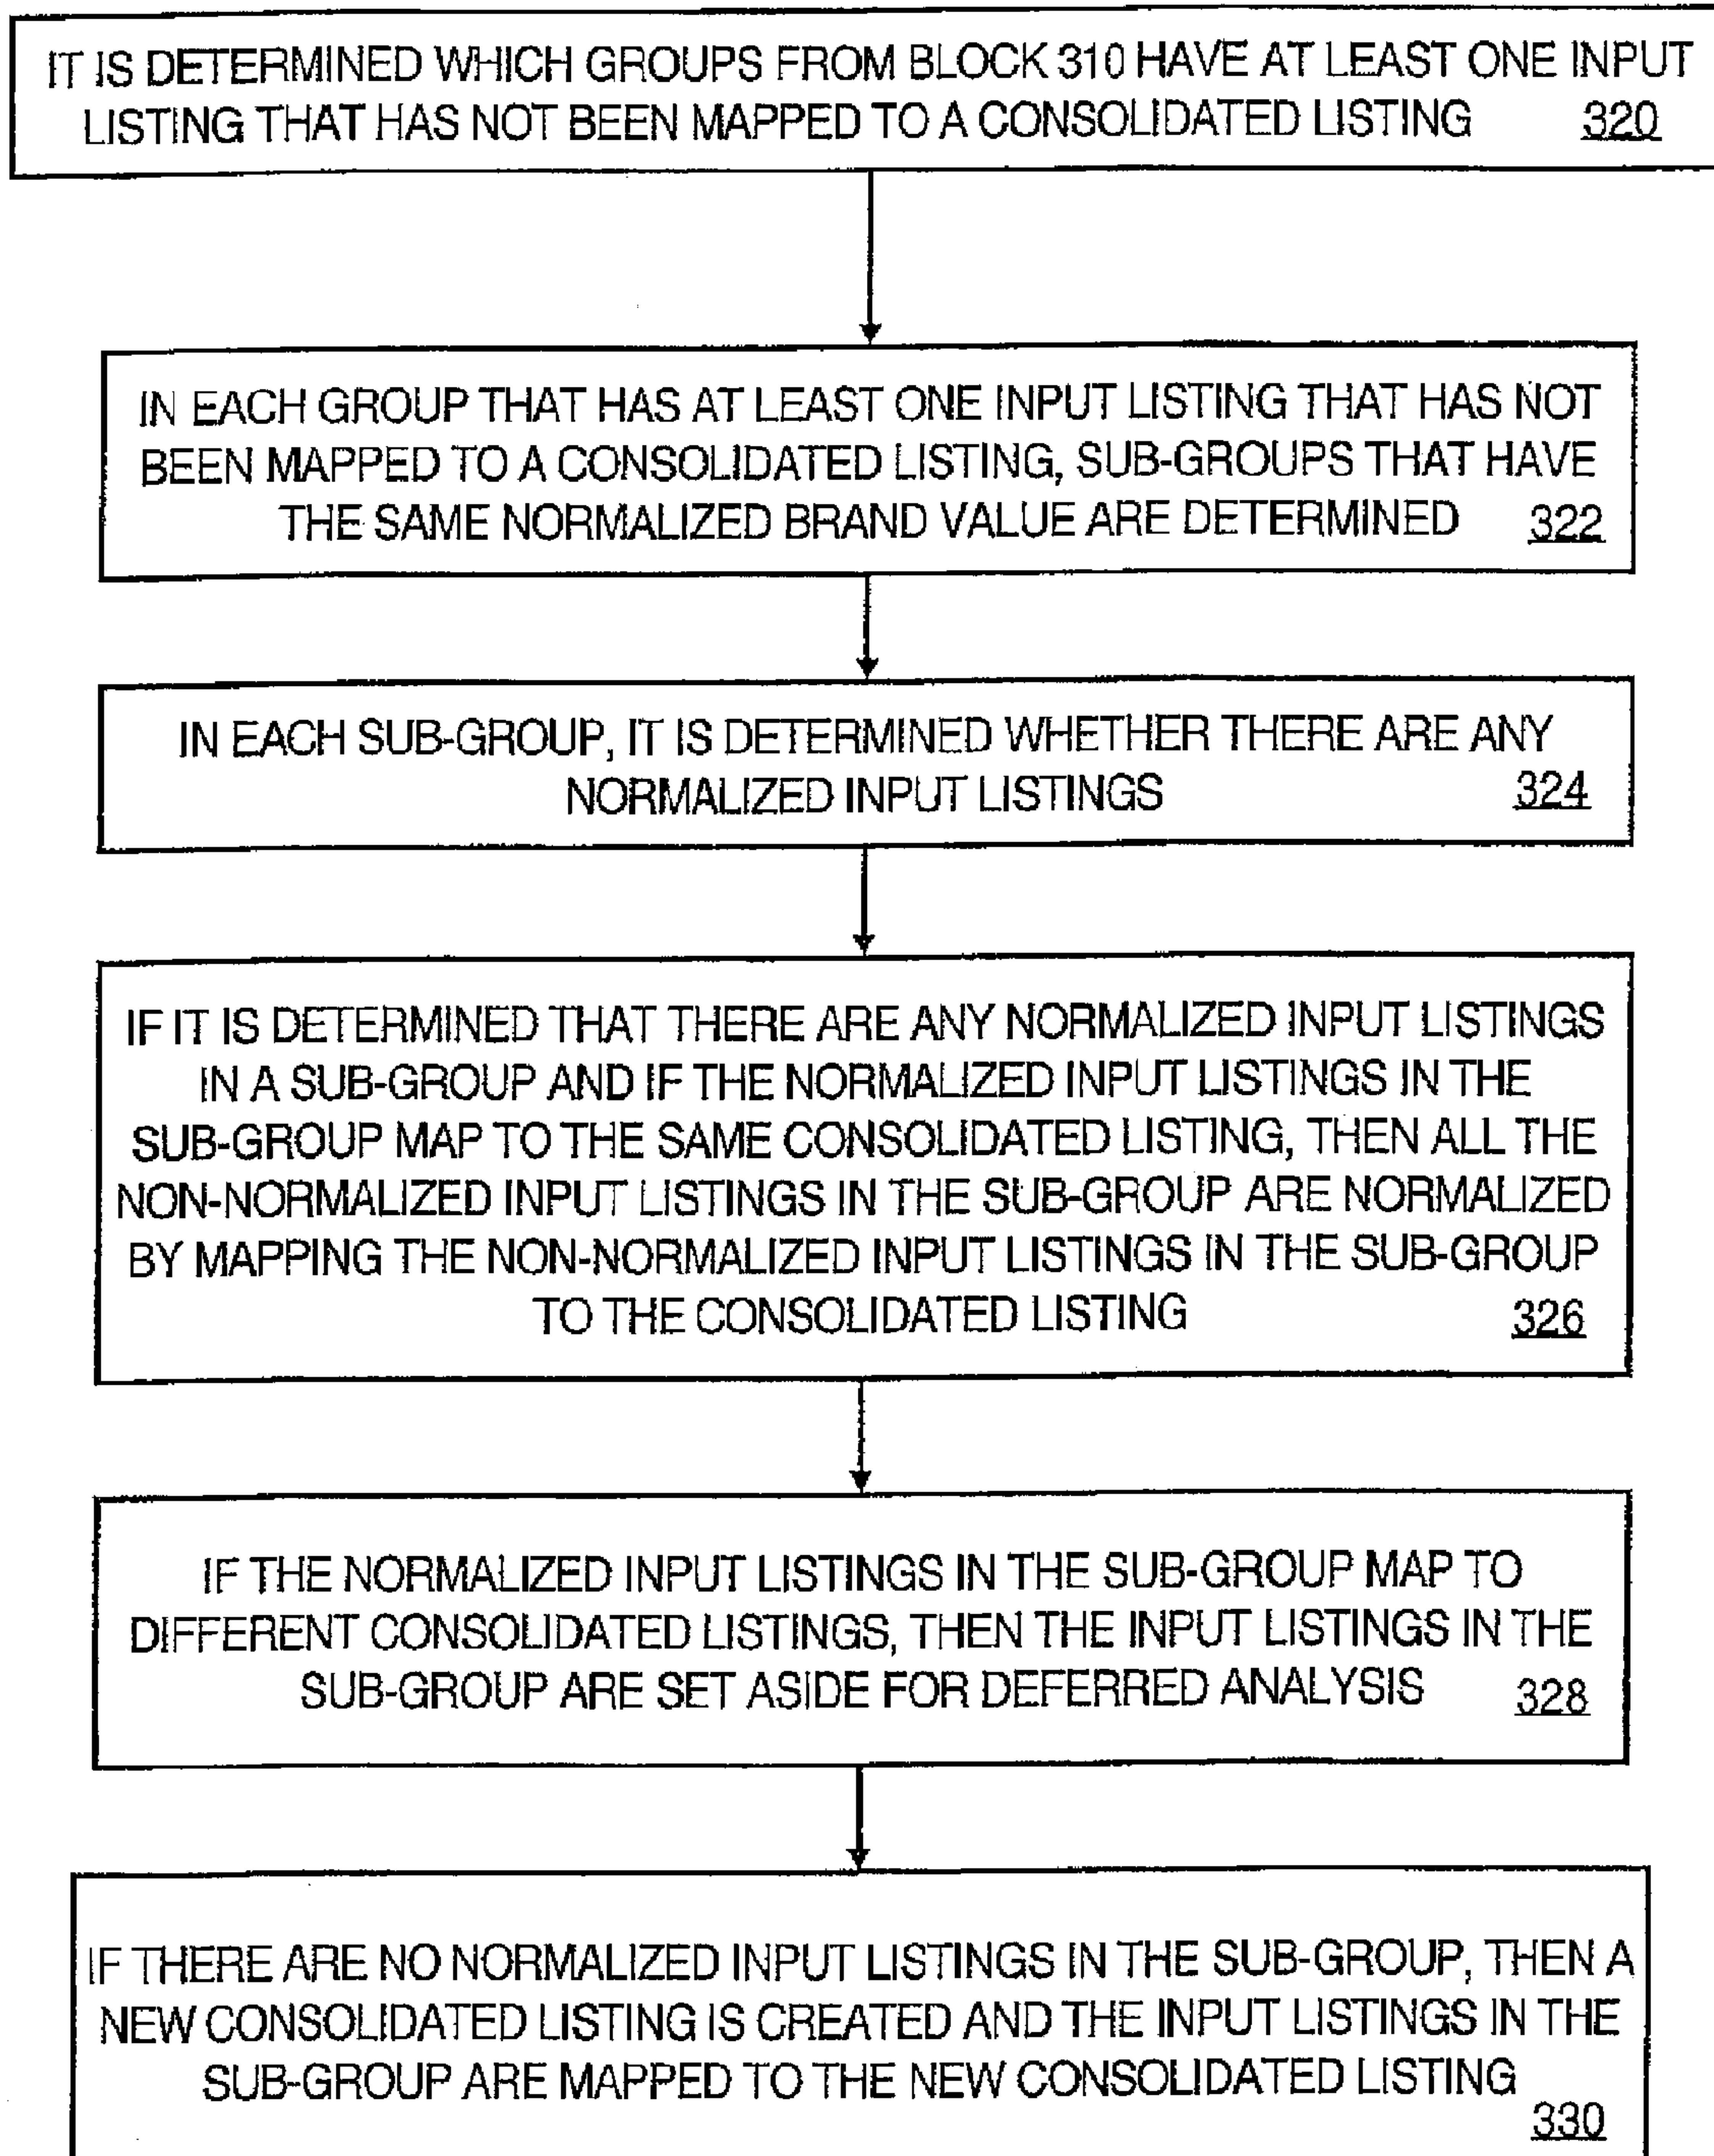 IT IS DETERMINED WHICH GROUPS FROM BLOCK 310 HAVE AT LEAST ONE INPUT
LISTING THAT HAS NOT BEEN MAPPED TO A CONSOLIDATED LISTING 320
IN EACH GROUP THAT HAS AT LEAST ONE INPUT LISTING THAT HAS NOT
BEEN MAPPED TO A CONSOLIDATED LISTING, SUB-GROUPS THAT HAVE
THE SAME NORMALIZED BRAND VALUE ARE DETERMINED 322
IN EACH SUB-GROUP, IT IS DETERMINED WHETHER THERE ARE ANY
NORMALIZED INPUT LISTINGS 324
IF IT IS DETERMINED THAT THERE ARE ANY NORMALIZED INPUT LISTINGS
IN A SUB-GROUP AND IF THE NORMALIZED INPUT LISTINGS IN THE
SUB-GROUP MAP TO THE SAME CONSOLIDATED LISTING, THEN ALL THE
NON-NORMALIZED INPUT LISTINGS IN THE SUB-GROUP ARE NORMALIZED
BY MAPPING THE NON-NORMALIZED INPUT LISTINGS IN THE SUB-GROUP
TO THE CONSOLIDATED LISTING 326
IF THE NORMALIZED INPUT LISTINGS IN THE SUB-GROUP MAP TO
DIFFERENT CONSOLIDATED LISTINGS, THEN THE INPUT LISTINGS IN THE
SUB-GROUP ARE SET ASIDE FOR DEFERRED ANALYSIS 328
IF THERE ARE NO NORMALIZED INPUT LISTINGS IN THE SUB-GROUP, THEN A
NEW CONSOLIDATED LISTING IS CREATED AND THE INPUT LISTINGS IN THE
SUB-GROUP ARE MAPPED TO THE NEW CONSOLIDATED LISTING
330